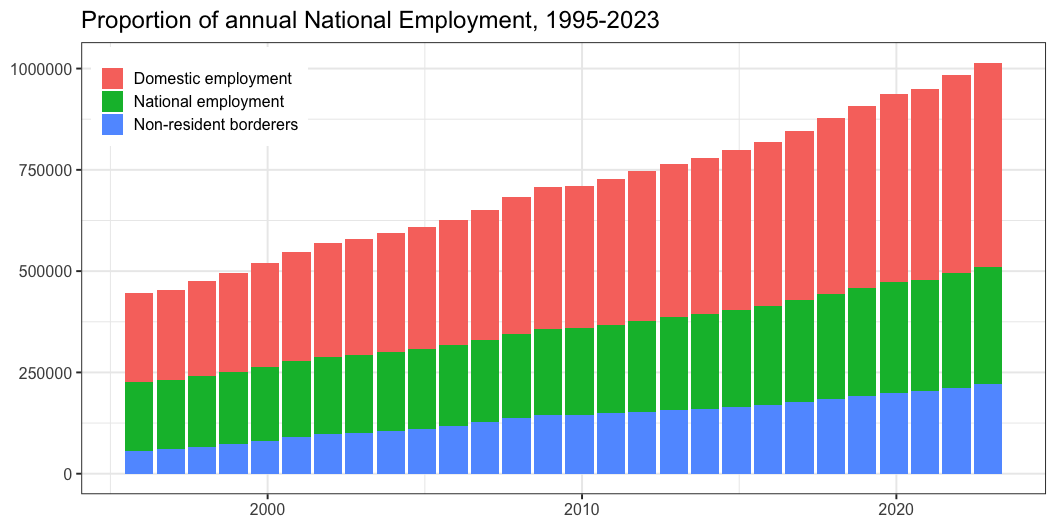 Proportion of annual National Employment, 1995-2023
1000000
750000
500000
250000
0
Domestic employment
National employment
Non-resident borderers
2000
2010
2020